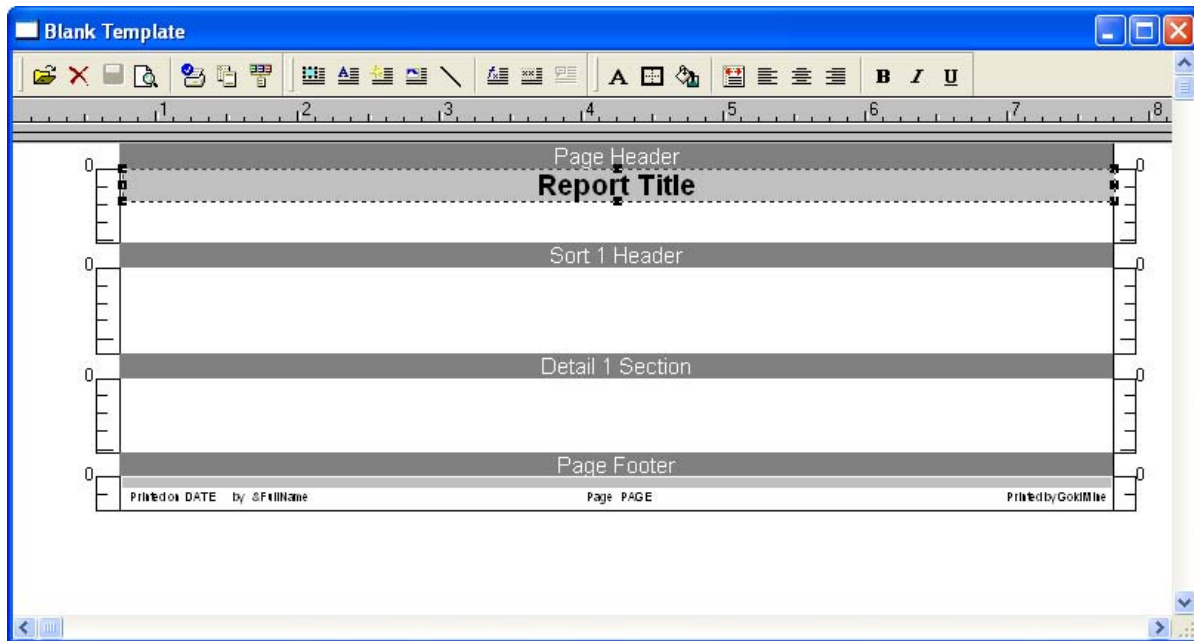 Blank Template
A B I U
1 2 3 4 5 6 7 8
Page Header
0 0
Report Title
Sort 1 Header
0 0
Detail 1 Section
0 0
Page Footer
0 0
Printed on DATE by &FullName Page PAGE Printed by GoldMine